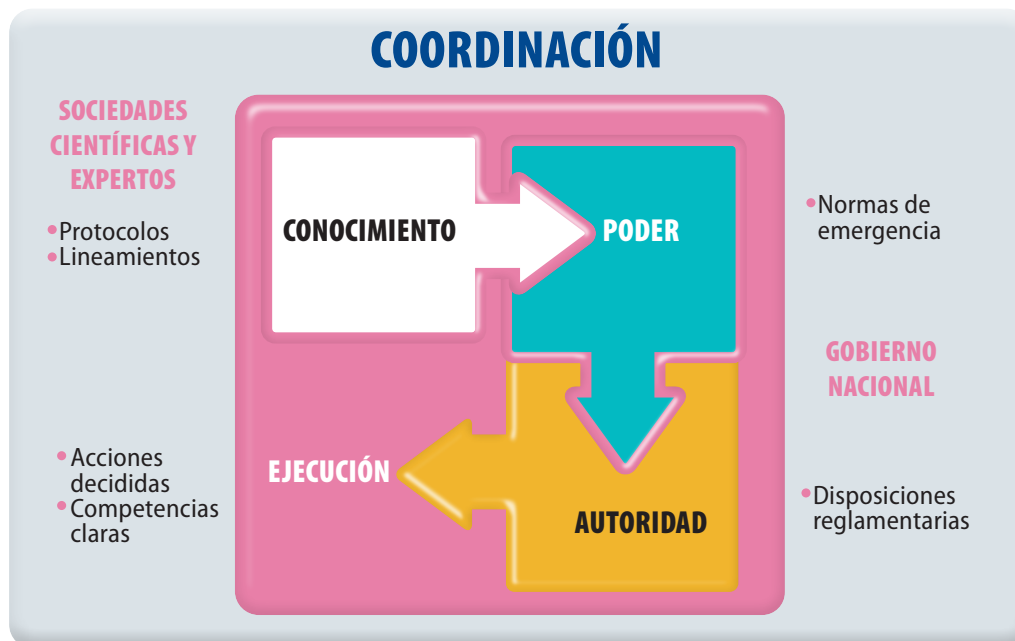 COORDINACIÓN
SOCIEDADES
CIENTÍFICAS Y
EXPERTOS
•Protocolos
•Lineamientos
CONOCIMIENTO
PODER
•Normas de
emergencia
GOBIERNO
NACIONAL
•Acciones
decididas
•Competencias
claras
EJECUCIÓN
AUTORIDAD
•Disposiciones
reglamentarias